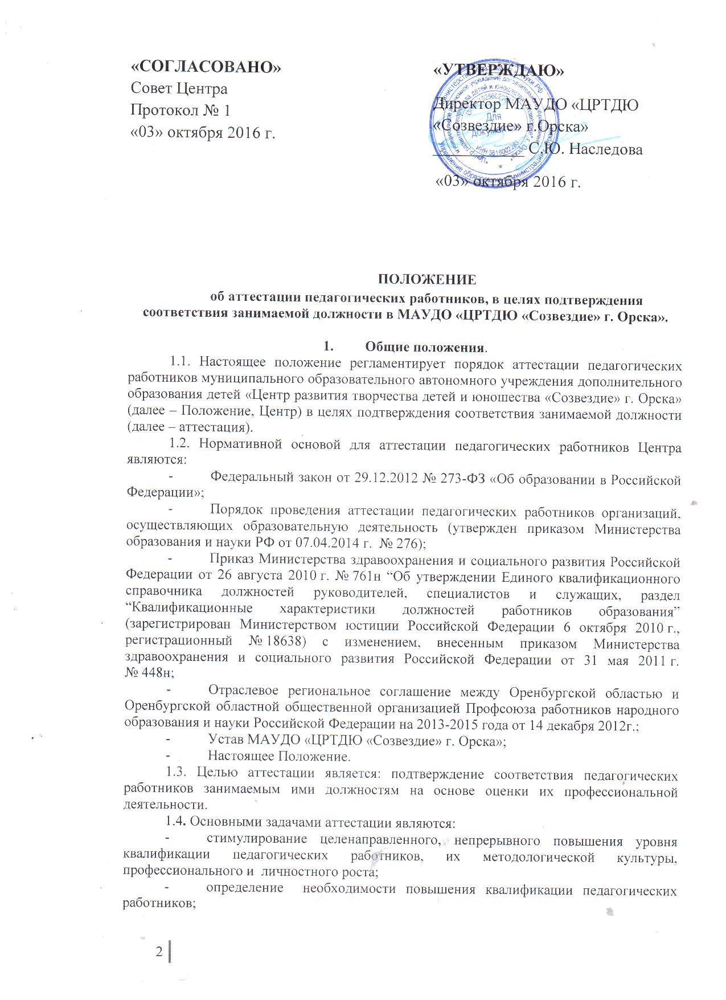 «СОГЛАСОВАНО»
Совет Центра
Протокол № 1
«03» октября 2016 г.
«УТВЕРЖДАЮ»
Директор МАУДО «ЦРТДЮ
«Созвездие» г.Орска»
___________ С.Ю. Наследова
«03» октября 2016 г.
Для
ПОЛОЖЕНИЕ
об аттестации педагогических работников, в целях подтверждения
соответствия занимаемой должности в МАУДО «ЦРТДЮ «Созвездие» г. Орска».
1. Общие положения.
1.1. Настоящее положение регламентирует порядок аттестации педагогических
работников муниципального образовательного автономного учреждения дополнительного
образования детей «Центр развития творчества детей и юношества «Созвездие» г. Орска»
(далее – Положение, Центр) в целях подтверждения соответствия занимаемой должности
(далее – аттестация).
1.2. Нормативной основой для аттестации педагогических работников Центра
являются:
- Федеральный закон от 29.12.2012 № 273-ФЗ «Об образовании в Российской
Федерации»;
- Порядок проведения аттестации педагогических работников организаций,
осуществляющих образовательную деятельность (утвержден приказом Министерства
образования и науки РФ от 07.04.2014 г. № 276);
- Приказ Министерства здравоохранения и социального развития Российской
Федерации от 26 августа 2010 г. № 761н “Об утверждении Единого квалификационного
справочника должностей руководителей, специалистов и служащих, раздел
“Квалификационные характеристики должностей работников образования”
(зарегистрирован Министерством юстиции Российской Федерации 6 октября 2010 г.,
регистрационный № 18638) с изменением, внесенным приказом Министерства
здравоохранения и социального развития Российской Федерации от 31 мая 2011 г.
№ 448н;
- Отраслевое региональное соглашение между Оренбургской областью и
Оренбургской областной общественной организацией Профсоюза работников народного
образования и науки Российской Федерации на 2013-2015 года от 14 декабря 2012г.;
- Устав МАУДО «ЦРТДЮ «Созвездие» г. Орска»;
- Настоящее Положение.
1.3. Целью аттестации является: подтверждение соответствия педагогических
работников занимаемым ими должностям на основе оценки их профессиональной
деятельности.
1.4. Основными задачами аттестации являются:
- стимулирование целенаправленного, непрерывного повышения уровня
квалификации педагогических работников, их методологической культуры,
профессионального и личностного роста;
- определение необходимости повышения квалификации педагогических
работников;
2